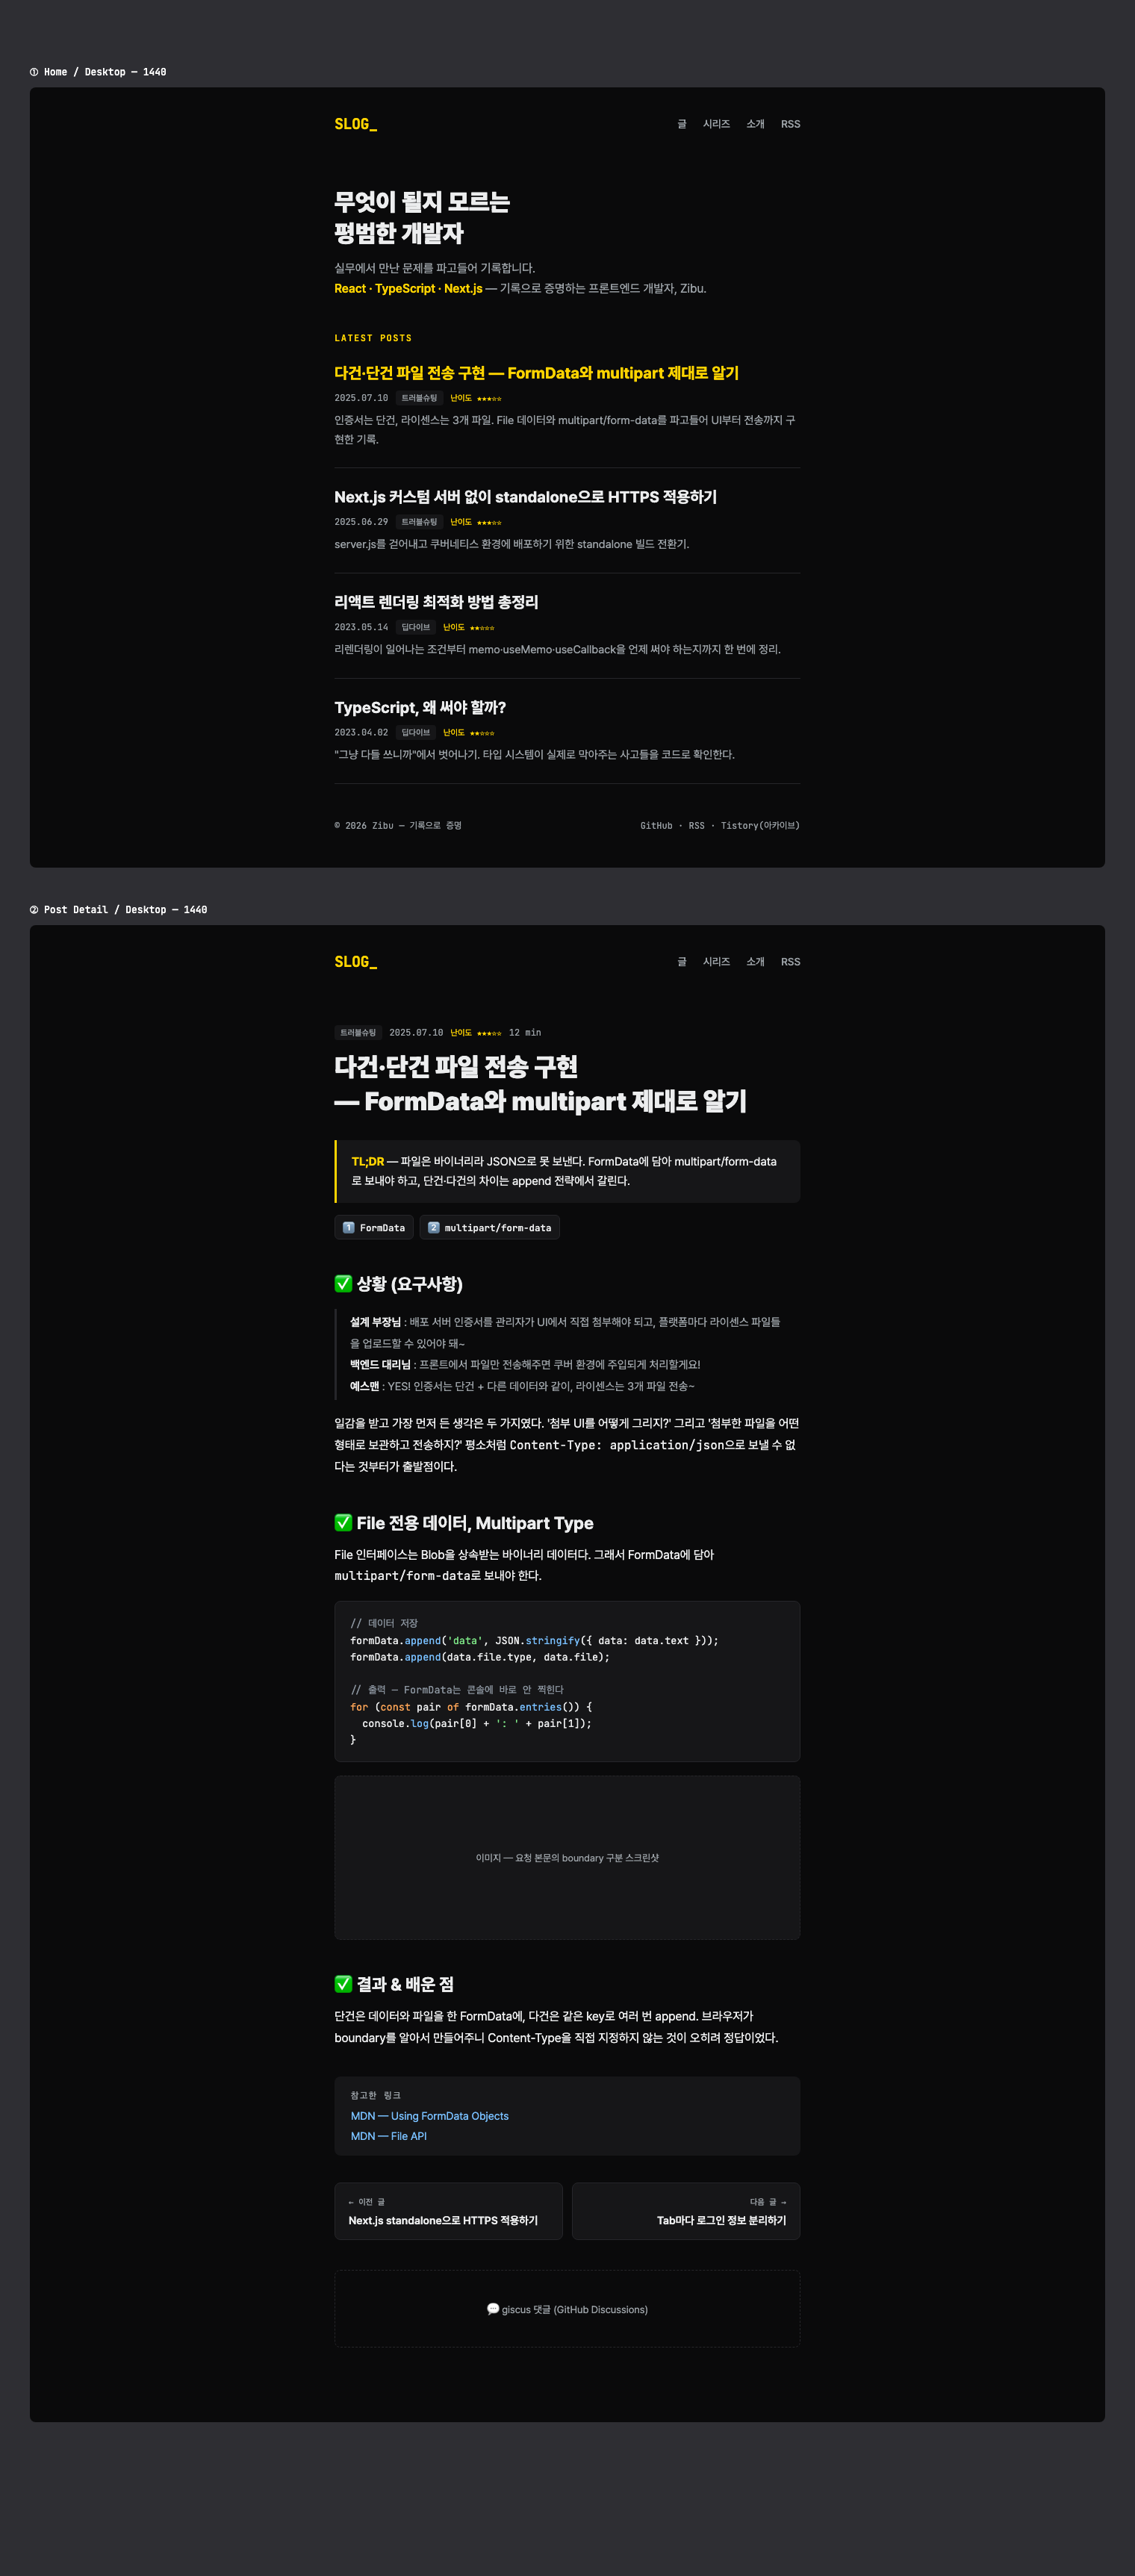 ① Home / Desktop — 1440
SLOG_
글 시리즈 소개 RSS
무엇이 될지 모르는
평범한 개발자
실무에서 만난 문제를 파고들어 기록합니다.
React · TypeScript · Next.js — 기록으로 증명하는 프론트엔드 개발자, Zibu.
LATEST POSTS
다건·단건 파일 전송 구현 — FormData와 multipart 제대로 알기
2025.07.10 트러블슈팅 난이도 ★★★☆☆
인증서는 단건, 라이센스는 3개 파일. File 데이터와 multipart/form-data를 파고들어 UI부터 전송까지 구
현한 기록.
Next.js 커스텀 서버 없이 standalone으로 HTTPS 적용하기
2025.06.29 트러블슈팅 난이도 ★★★☆☆
server.js를 걷어내고 쿠버네티스 환경에 배포하기 위한 standalone 빌드 전환기.
리액트 렌더링 최적화 방법 총정리
2023.05.14 딥다이브 난이도 ★★☆☆☆
리렌더링이 일어나는 조건부터 memo·useMemo·useCallback을 언제 써야 하는지까지 한 번에 정리.
TypeScript, 왜 써야 할까?
2023.04.02 딥다이브 난이도 ★★☆☆☆
"그냥 다들 쓰니까"에서 벗어나기. 타입 시스템이 실제로 막아주는 사고들을 코드로 확인한다.
© 2026 Zibu — 기록으로 증명
GitHub · RSS · Tistory(아카이브)
② Post Detail / Desktop — 1440
SLOG_
글 시리즈 소개 RSS
트러블슈팅 2025.07.10 난이도 ★★★☆☆ 12 min
다건·단건 파일 전송 구현
— FormData와 multipart 제대로 알기
TL;DR — 파일은 바이너리라 JSON으로 못 보낸다. FormData에 담아 multipart/form-data
로 보내야 하고, 단건·다건의 차이는 append 전략에서 갈린다.
1️⃣ FormData 2️⃣ multipart/form-data
✅ 상황 (요구사항)
설계 부장님 : 배포 서버 인증서를 관리자가 UI에서 직접 첨부해야 되고, 플랫폼마다 라이센스 파일들
을 업로드할 수 있어야 돼~
백엔드 대리님 : 프론트에서 파일만 전송해주면 쿠버 환경에 주입되게 처리할게요!
예스맨 : YES! 인증서는 단건 + 다른 데이터와 같이, 라이센스는 3개 파일 전송~
일감을 받고 가장 먼저 든 생각은 두 가지였다. '첨부 UI를 어떻게 그리지?' 그리고 '첨부한 파일을 어떤
형태로 보관하고 전송하지?' 평소처럼 Content-Type: application/json으로 보낼 수 없
다는 것부터가 출발점이다.
✅ File 전용 데이터, Multipart Type
File 인터페이스는 Blob을 상속받는 바이너리 데이터다. 그래서 FormData에 담아
multipart/form-data로 보내야 한다.
// 데이터 저장
formData.append('data', JSON.stringify({ data: data.text }));
formData.append(data.file.type, data.file);
// 출력 — FormData는 콘솔에 바로 안 찍힌다
for (const pair of formData.entries()) {
console.log(pair[0] + ': ' + pair[1]);
}
이미지 — 요청 본문의 boundary 구분 스크린샷
✅ 결과 & 배운 점
단건은 데이터와 파일을 한 FormData에, 다건은 같은 key로 여러 번 append. 브라우저가
boundary를 알아서 만들어주니 Content-Type을 직접 지정하지 않는 것이 오히려 정답이었다.
참고한 링크
MDN — Using FormData Objects
MDN — File API
← 이전 글
Next.js standalone으로 HTTPS 적용하기
다음 글 →
Tab마다 로그인 정보 분리하기
💬 giscus 댓글 (GitHub Discussions)